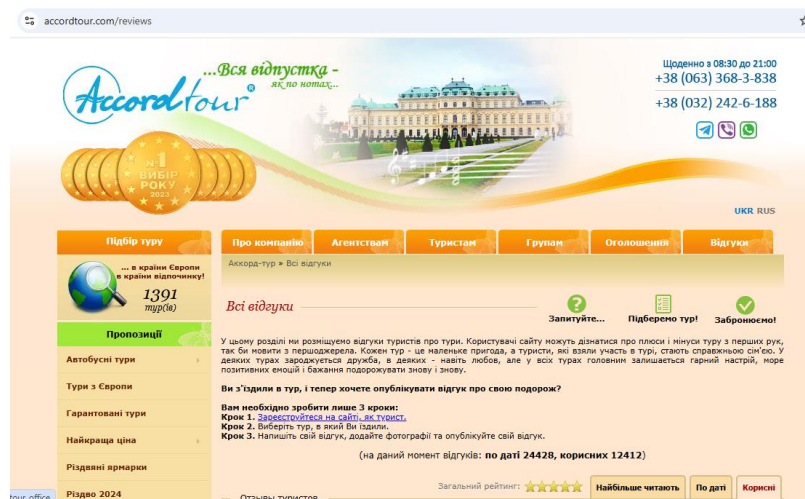 accordtour.com/reviews
Accord tour®
...Вся відпустка -
як по нотах...
Щоденно з 08:30 до 21:00
+38 (063) 368-3-838
+38 (032) 242-6-188
N1
ВИБІР
РОКУ
2023
UKR RUS
Підбір туру
Про компанію Агентствам Туристам Групам Оголошення Відгуки
... в країни Європи
в країни відпочинку!
1391
тур(ів)
Аккорд-тур » Всі відгуки
Всі відгуки
Запитуйте... Підберемо тур! Забронюємо!
Пропозиції
Автобусні тури
Тури з Європи
Гарантовані тури
Найкраща ціна
Різдвяні ярмарки
Різдво 2024
У цьому розділі ми розміщуємо відгуки туристів про тури. Користувачі сайту можуть дізнатися про плюси і мінуси туру з перших рук,
так би мовити з першоджерела. Кожен тур - це маленьке пригода, а туристи, які взяли участь в турі, стають справжньою сім'єю. У
деяких турах зароджується дружба, в деяких - навіть любов, але у всіх турах головним залишається гарний настрій, море
позитивних емоцій і бажання подорожувати знову і знову.
Ви з'їздили в тур, і тепер хочете опублікувати відгук про свою подорож?
Вам необхідно зробити лише 3 кроки:
Крок 1. Зареєструйтеся на сайті, як турист.
Крок 2. Виберіть тур, в який Ви їздили.
Крок 3. Напишіть свій відгук, додайте фотографії та опублікуйте свій відгук.
(на даний момент відгуків: по даті 24428, корисних 12412)
Загальний рейтинг: Найбільше читають По даті Корисні
Отзывы туристов
tour_office